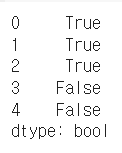 0     True
1     True
2     True
3    False
4    False
dtype: bool